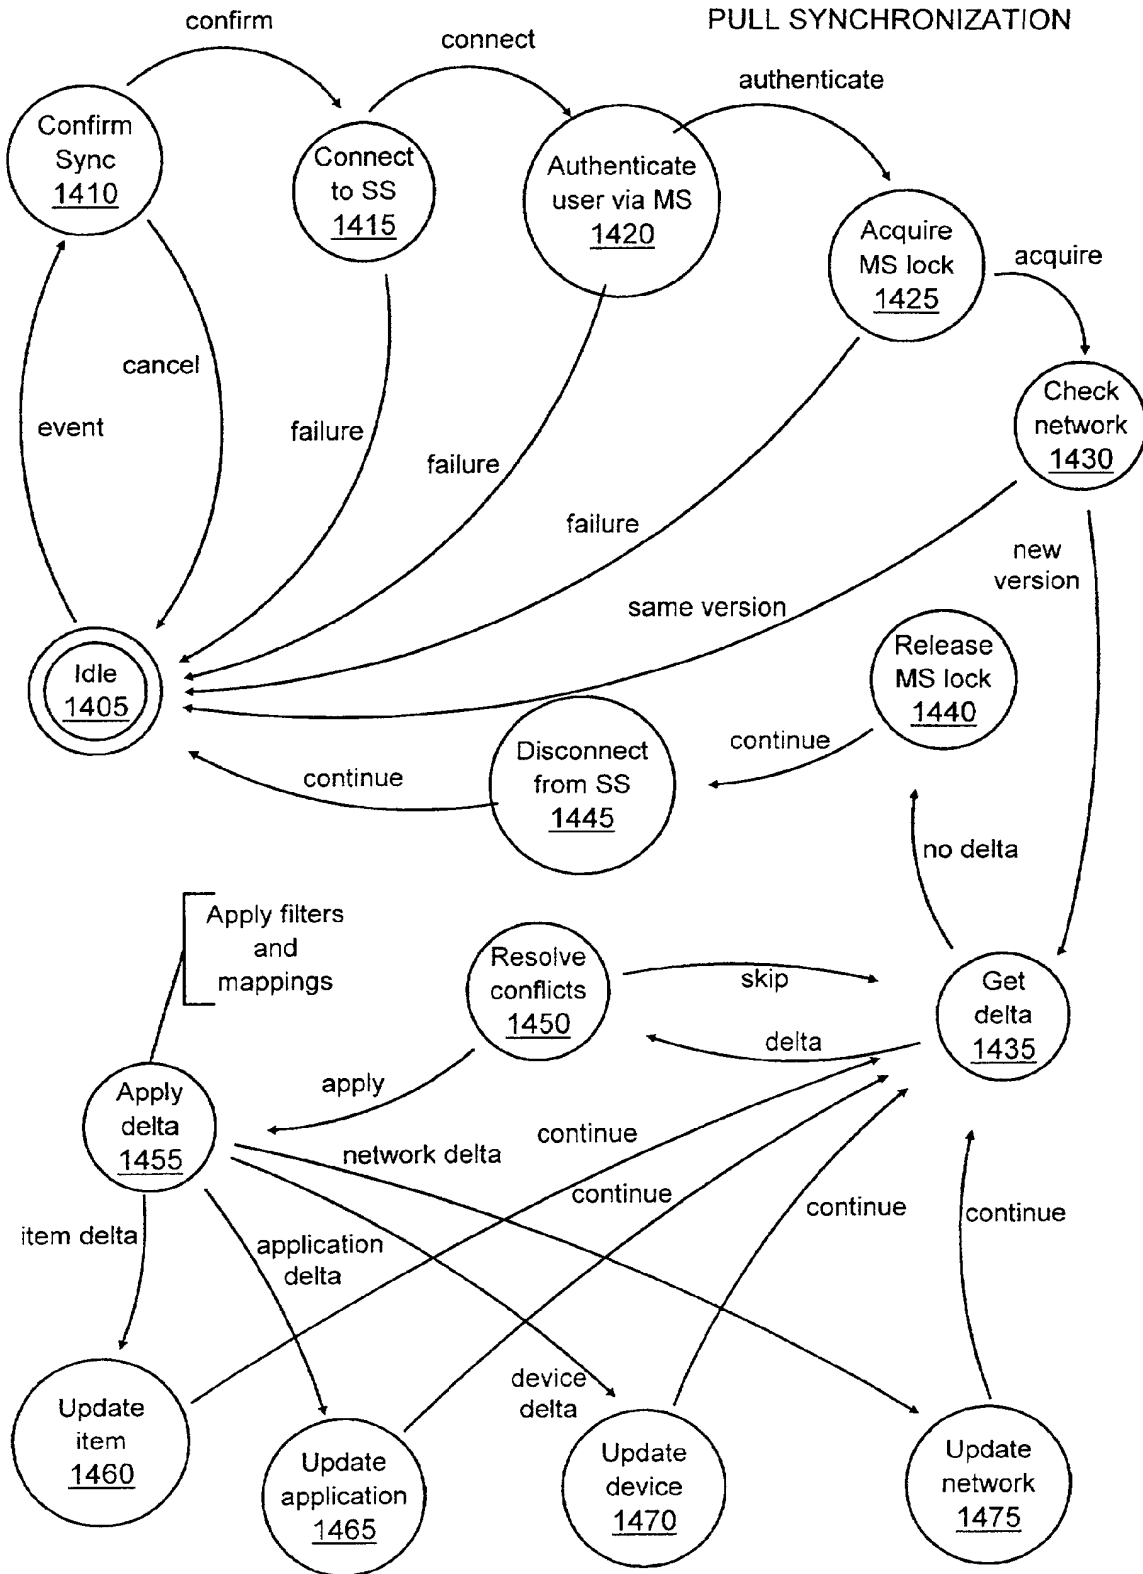 PULL SYNCHRONIZATION
confirm
connect
authenticate
Confirm
Sync
1410
Connect
to SS
1415
Authenticate
user via MS
1420
Acquire
MS lock
1425
acquire
cancel
event
failure
failure
failure
Check
network
1430
new
version
same version
Idle
1405
Release
MS lock
1440
continue
Disconnect
from SS
1445
continue
no delta
Apply filters
and
mappings
Resolve
conflicts
1450
skip
delta
Get
delta
1435
apply
Apply
delta
1455
network delta
continue
continue
continue
continue
item delta
application
delta
device
delta
Update
item
1460
Update
application
1465
Update
device
1470
Update
network
1475